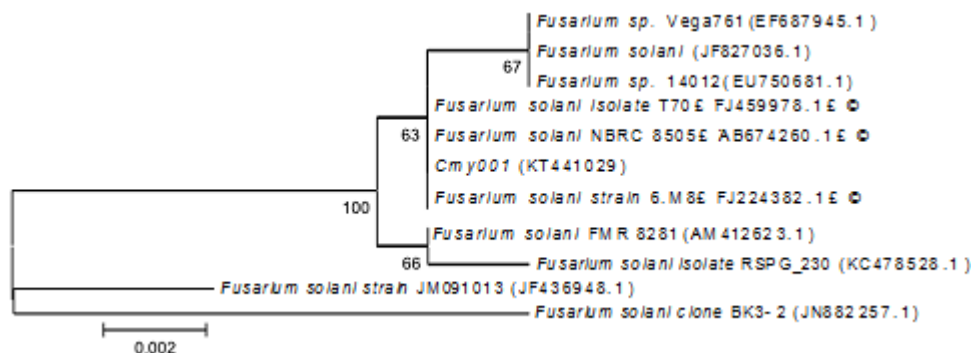 Fusarium sp. Vega761 (EF687945.1)
Fusarium solani (JF827036.1)
67
Fusarium sp. 14012(EU750681.1)
Fusarium solani isolate T70£ FJ459978.1£ ©
63
Fusarium solani NBRC 8505£ AB674260.1£ ©
Cmy001 (KT441029)
Fusarium solani strain 6.M8£ FJ224382.1£ ©
100
Fusarium solani FMR 8281(AM412623.1)
66
Fusarium solani isolate RSPG_230 (KC478528.1)
Fusarium solani strain JM091013 (JF436948.1)
Fusarium solani clone BK3-2 (JN882257.1)
0.002